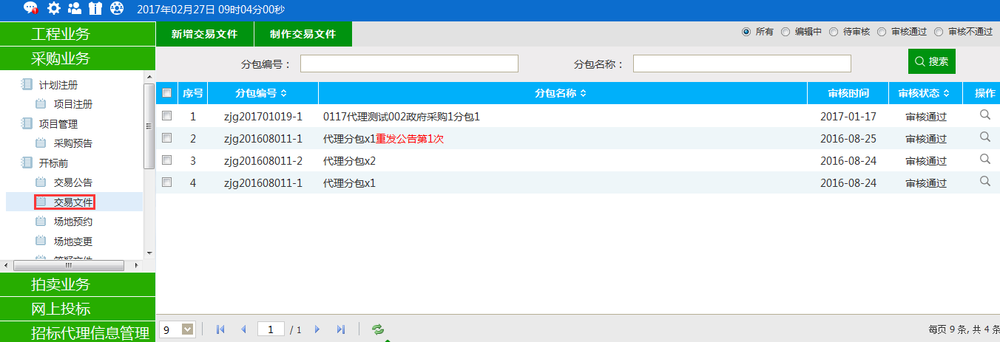 2017年02月27日 09时04分00秒
工程业务
采购业务
计划注册
项目注册
项目管理
采购预告
开标前
交易公告
交易文件
场地预约
场地变更
答疑文件
拍卖业务
网上投标
招标代理信息管理
新增交易文件 制作交易文件 所有 编辑中 待审核 审核通过 审核不通过
分包编号： 分包名称： 搜索
序号 分包编号 分包名称 审核时间 审核状态 操作
1 zjg201701019-1 0117代理测试002政府采购1分包1 2017-01-17 审核通过
2 zjg201608011-1 代理分包x1重发公告第1次 2016-08-25 审核通过
3 zjg201608011-2 代理分包x2 2016-08-24 审核通过
4 zjg201608011-1 代理分包x1 2016-08-24 审核通过
9 1 / 1 每页 9 条, 共 4 条